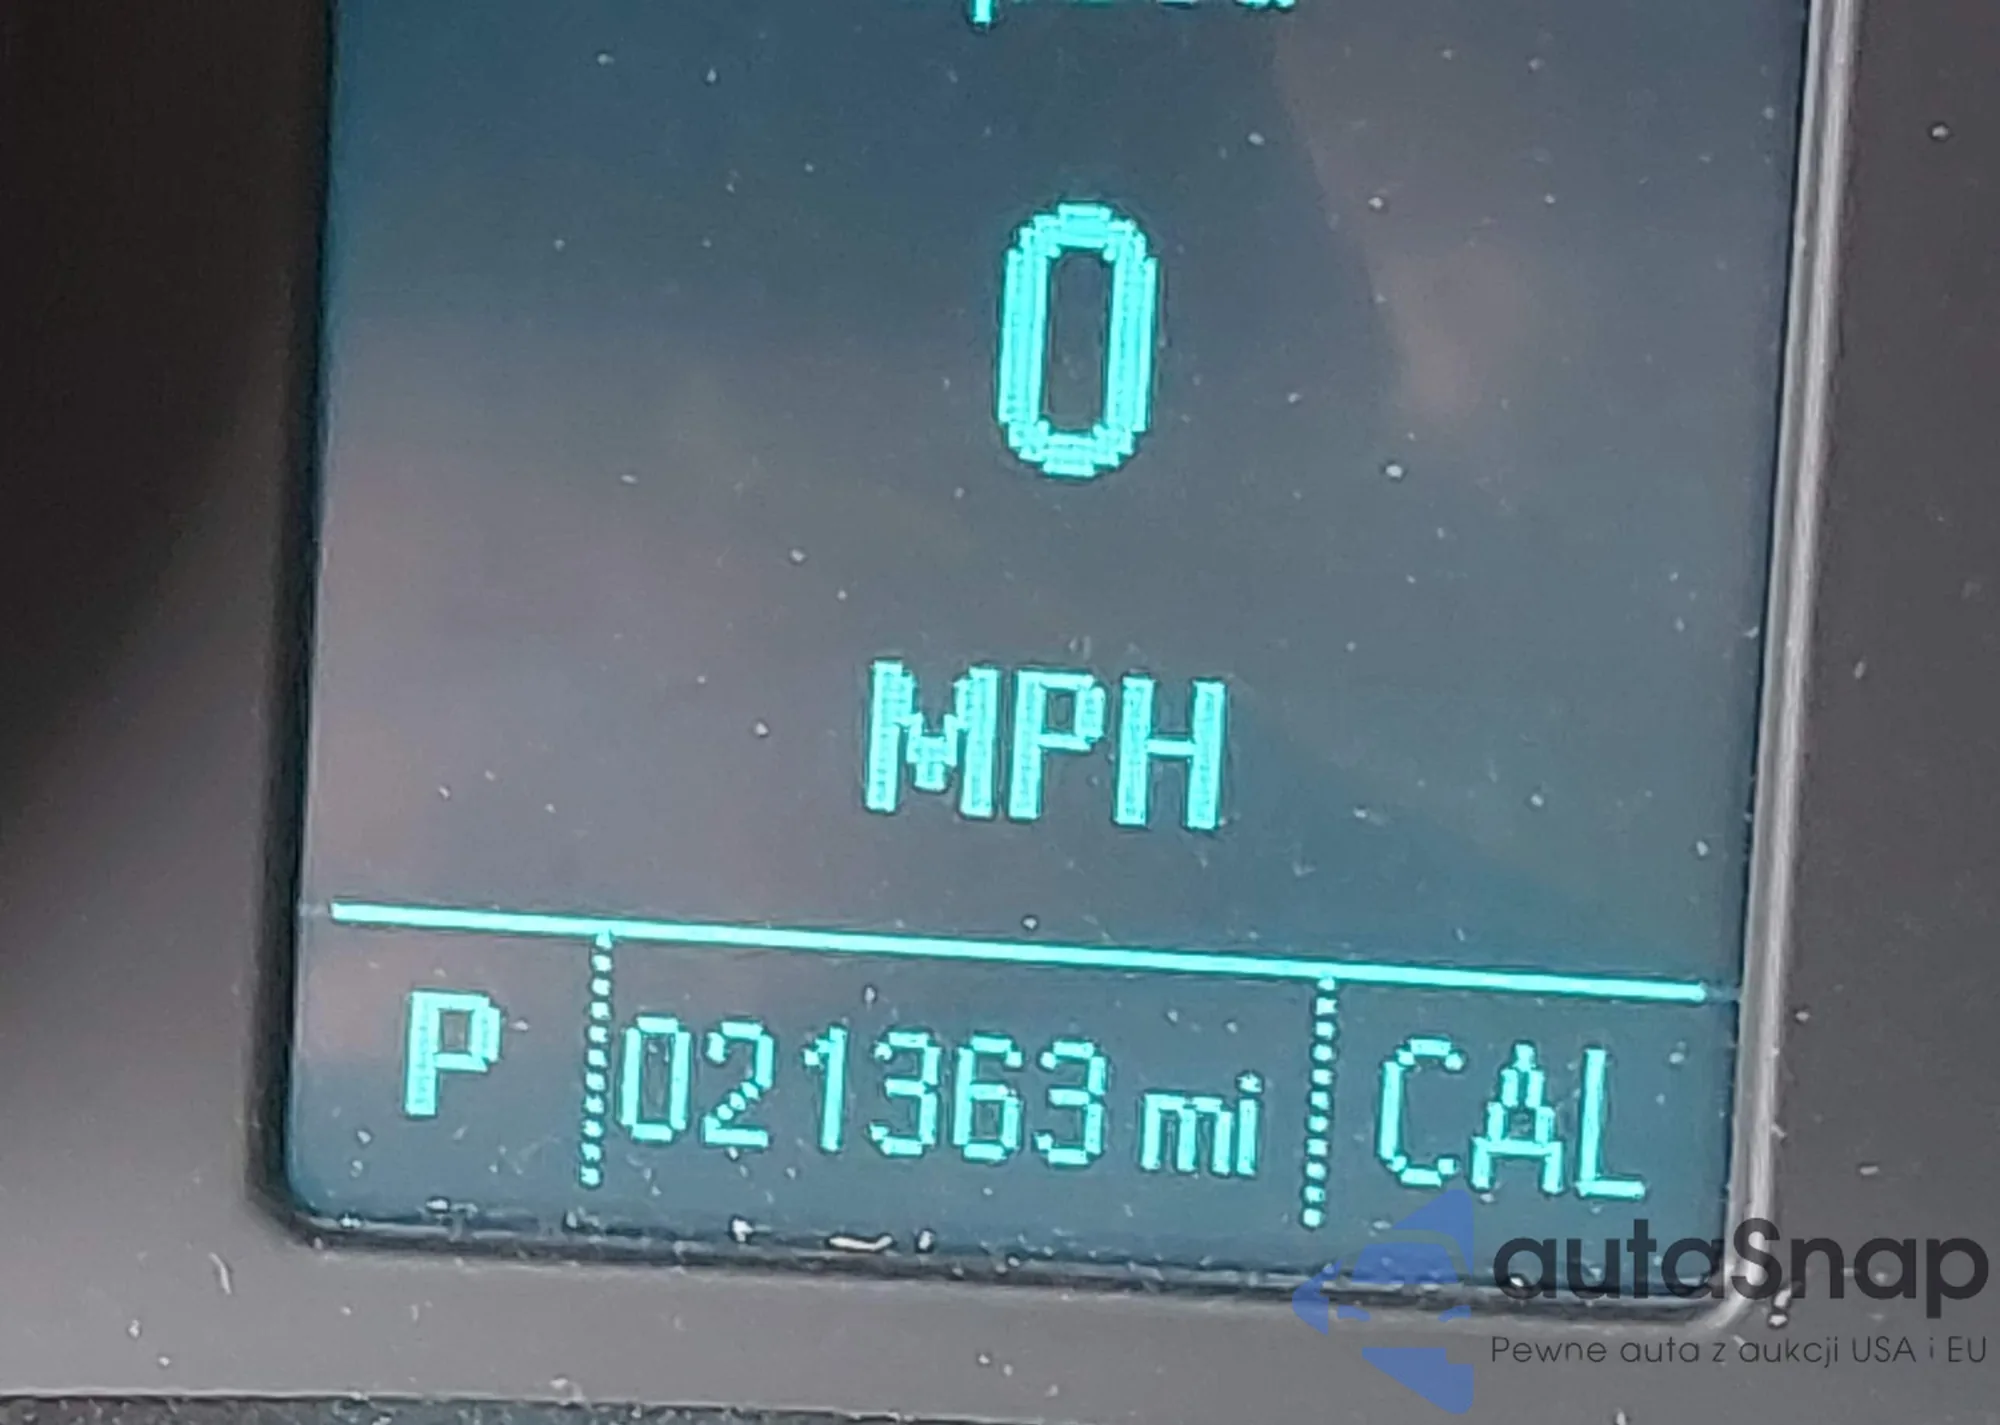 0
MPH
P 021363 mi CAL
autaSnap
Pewne auta z aukcji USA i EU